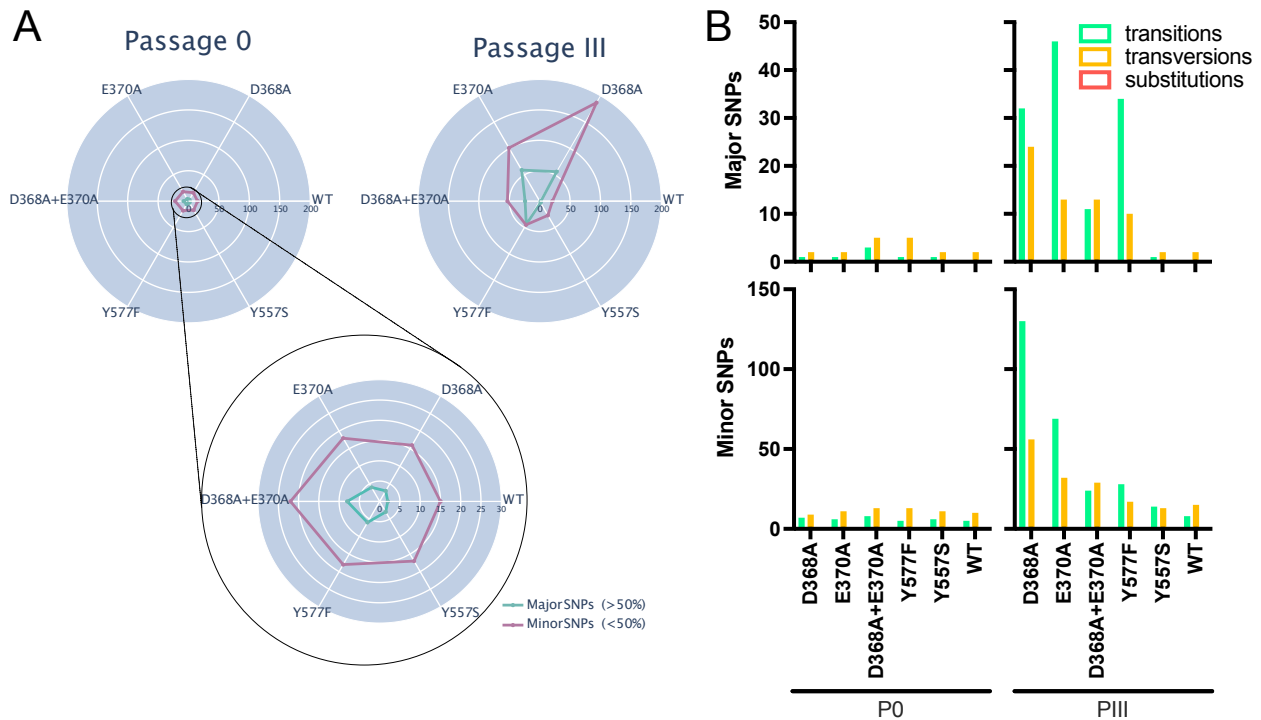 A
Passage 0
E370A
D368A
D368A+E370A
WT
0 50 100 150 200
Y577F
Y557S
Passage III
E370A
D368A
D368A+E370A
WT
0 50 100 150 200
Y577F
Y557S
E370A
D368A
D368A+E370A
WT
0 5 10 15 20 25 30
Y577F
Y557S
MajorSNPs (>50%)
MinorSNPs (<50%)
B
transitions
transversions
substitutions
Major SNPs
50
40
30
20
10
0
Minor SNPs
150
100
50
0
D368A
E370A
D368A+E370A
Y577F
Y557S
WT
D368A
E370A
D368A+E370A
Y577F
Y557S
WT
P0
PIII